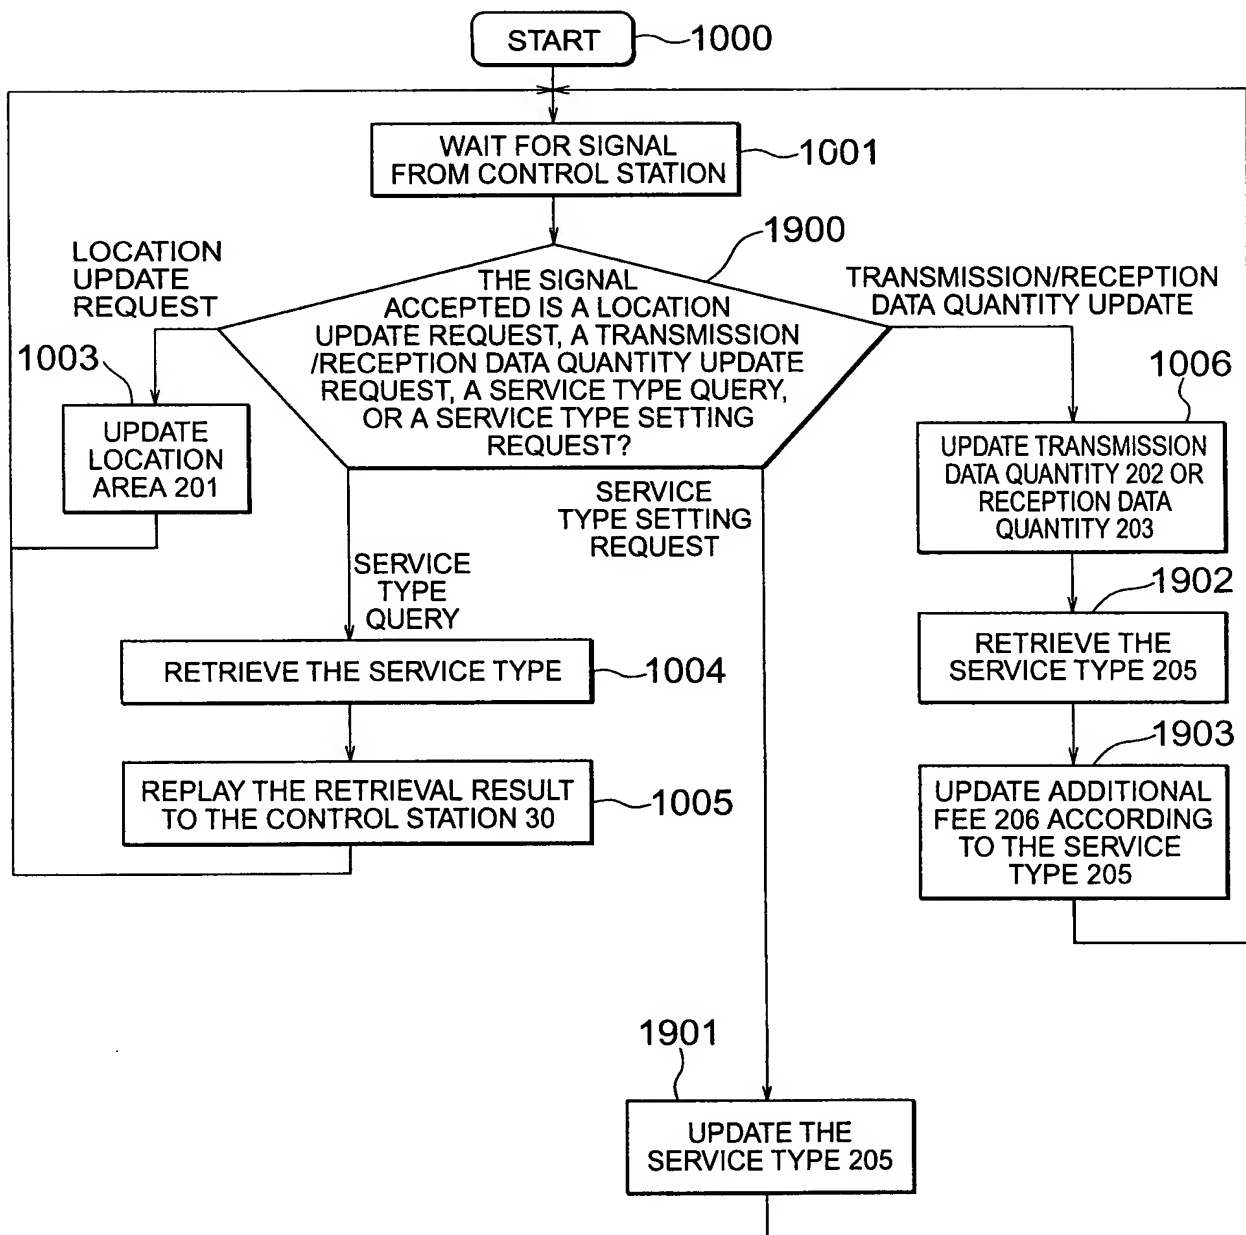 START
1000
WAIT FOR SIGNAL
FROM CONTROL STATION
1001
1900
LOCATION
UPDATE
REQUEST
THE SIGNAL
ACCEPTED IS A LOCATION
UPDATE REQUEST, A TRANSMISSION
/RECEPTION DATA QUANTITY UPDATE
REQUEST, A SERVICE TYPE QUERY,
OR A SERVICE TYPE SETTING
REQUEST?
TRANSMISSION/RECEPTION
DATA QUANTITY UPDATE
1003
UPDATE
LOCATION
AREA 201
1006
UPDATE TRANSMISSION
DATA QUANTITY 202 OR
RECEPTION DATA
QUANTITY 203
SERVICE
TYPE SETTING
REQUEST
SERVICE
TYPE
QUERY
1902
RETRIEVE THE
SERVICE TYPE 205
RETRIEVE THE SERVICE TYPE
1004
1903
UPDATE ADDITIONAL
FEE 206 ACCORDING
TO THE SERVICE
TYPE 205
REPLAY THE RETRIEVAL RESULT
TO THE CONTROL STATION 30
1005
1901
UPDATE THE
SERVICE TYPE 205